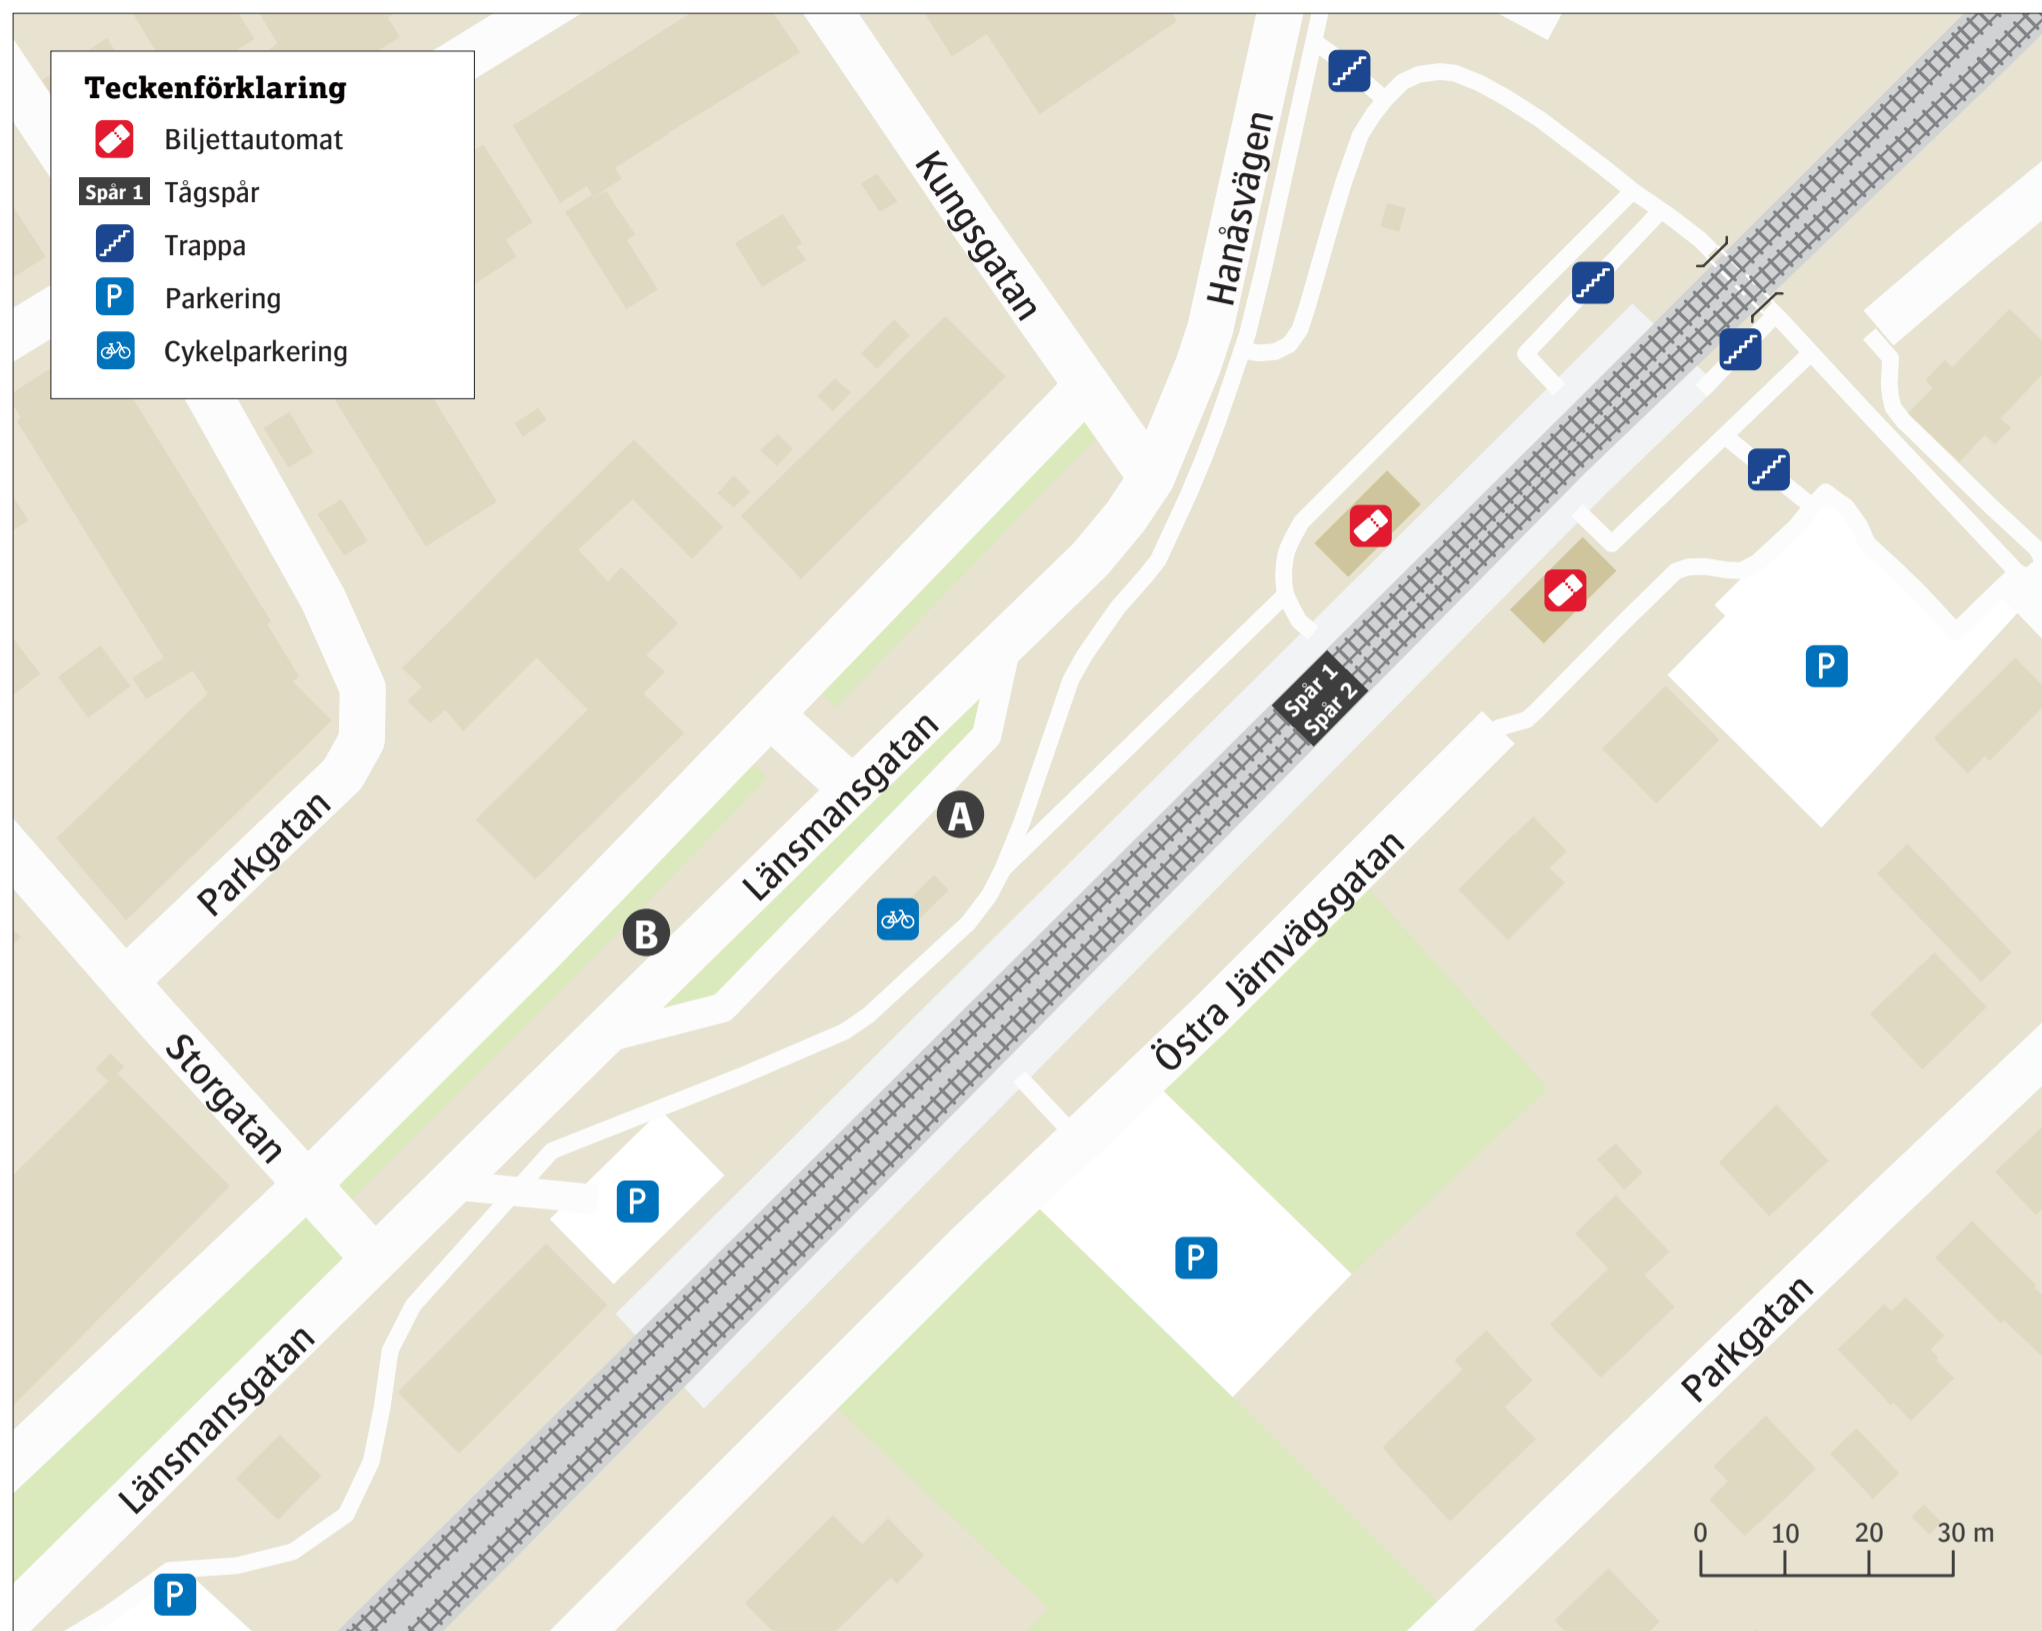 Teckenförklaring
Biljettautomat
Spår 1 Tågspår
Trappa
P Parkering
Cykelparkering
Kungsgatan
Hanåsvägen
Spår 1
Spår 2
P
Länsmansgatan
A
B
Parkgatan
Östra Järnvägsgatan
Storgatan
P
P
Länsmansgatan
Parkgatan
P
0 10 20 30 m